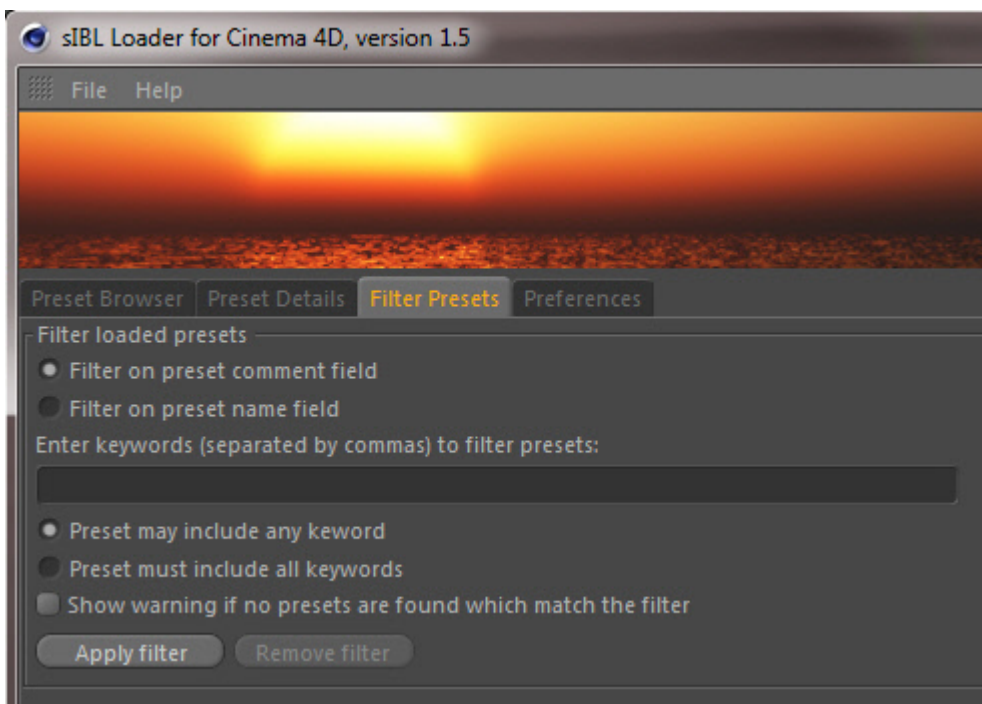 sIBL Loader for Cinema 4D, version 1.5
File Help
Preset Browser Preset Details Filter Presets Preferences
Filter loaded presets
Filter on preset comment field
Filter on preset name field
Enter keywords (separated by commas) to filter presets:
Preset may include any keword
Preset must include all keywords
Show warning if no presets are found which match the filter
Apply filter Remove filter